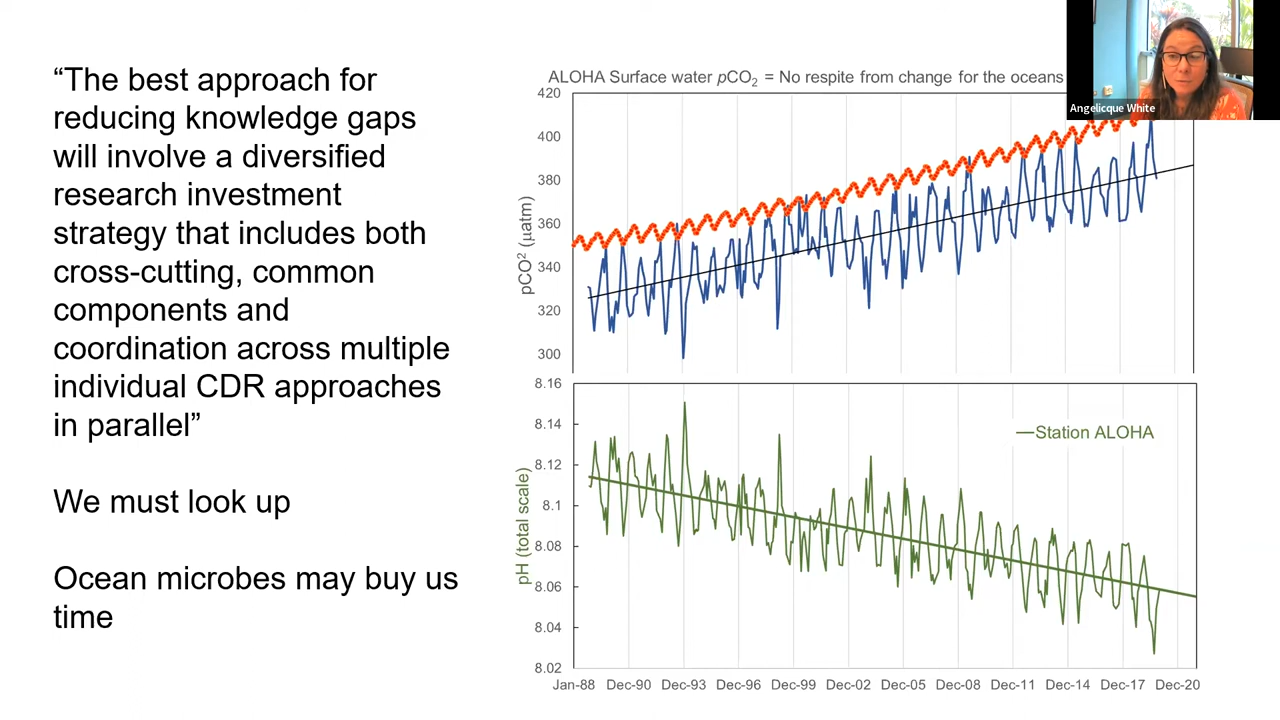 “The best approach for
reducing knowledge gaps
will involve a diversified
research investment
strategy that includes both
cross-cutting, common
components and
coordination across multiple
individual CDR approaches
in parallel”
We must look up
Ocean microbes may buy us
time
ALOHA Surface water pCO2 = No respite from change for the oceans
Angelicque White
pCO2 (µatm)
420
400
380
360
340
320
300
pH (total scale)
8.16
8.14
8.12
8.1
8.08
8.06
8.04
8.02
Station ALOHA
Jan-88 Dec-90 Dec-93 Dec-96 Dec-99 Dec-02 Dec-05 Dec-08 Dec-11 Dec-14 Dec-17 Dec-20